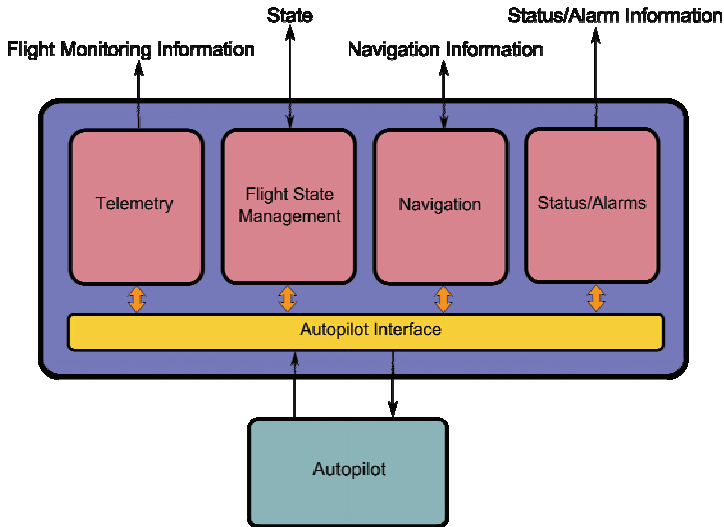 State
Status/Alarm Information
Flight Monitoring Information
Navigation Information
Telemetry
Flight State
Management
Navigation
Status/Alarms
Autopilot Interface
Autopilot